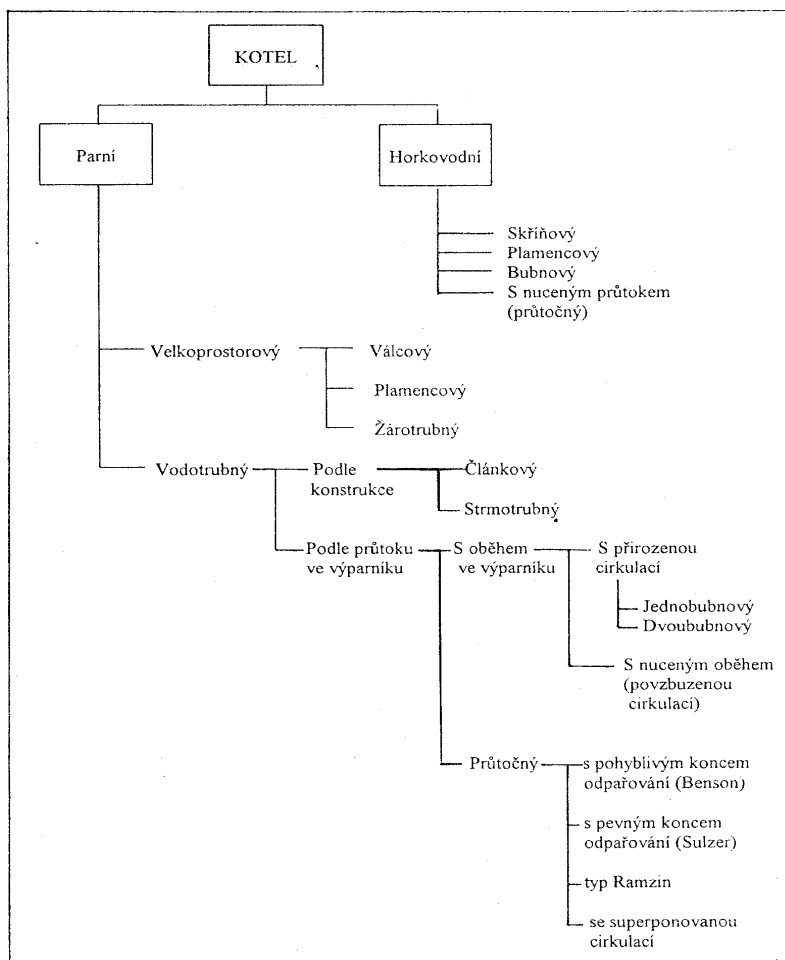 KOTEL
Parní
Horkovodní
Skříňový
Plamencový
Bubnový
S nuceným průtokem
(průtočný)
Velkoprostorový
Válcový
Plamencový
Žárotrubný
Vodotrubný
Podle
konstrukce
Článkový
Strmotrubný
Podle průtoku
ve výparníku
S oběhem
ve výparníku
S přirozenou
cirkulací
Jednobubnový
Dvoububnový
S nuceným oběhem
(povzbuzenou
cirkulací)
Průtočný
s pohyblivým koncem
odpařování (Benson)
s pevným koncem
odpařování (Sulzer)
typ Ramzin
se superponovanou
cirkulací